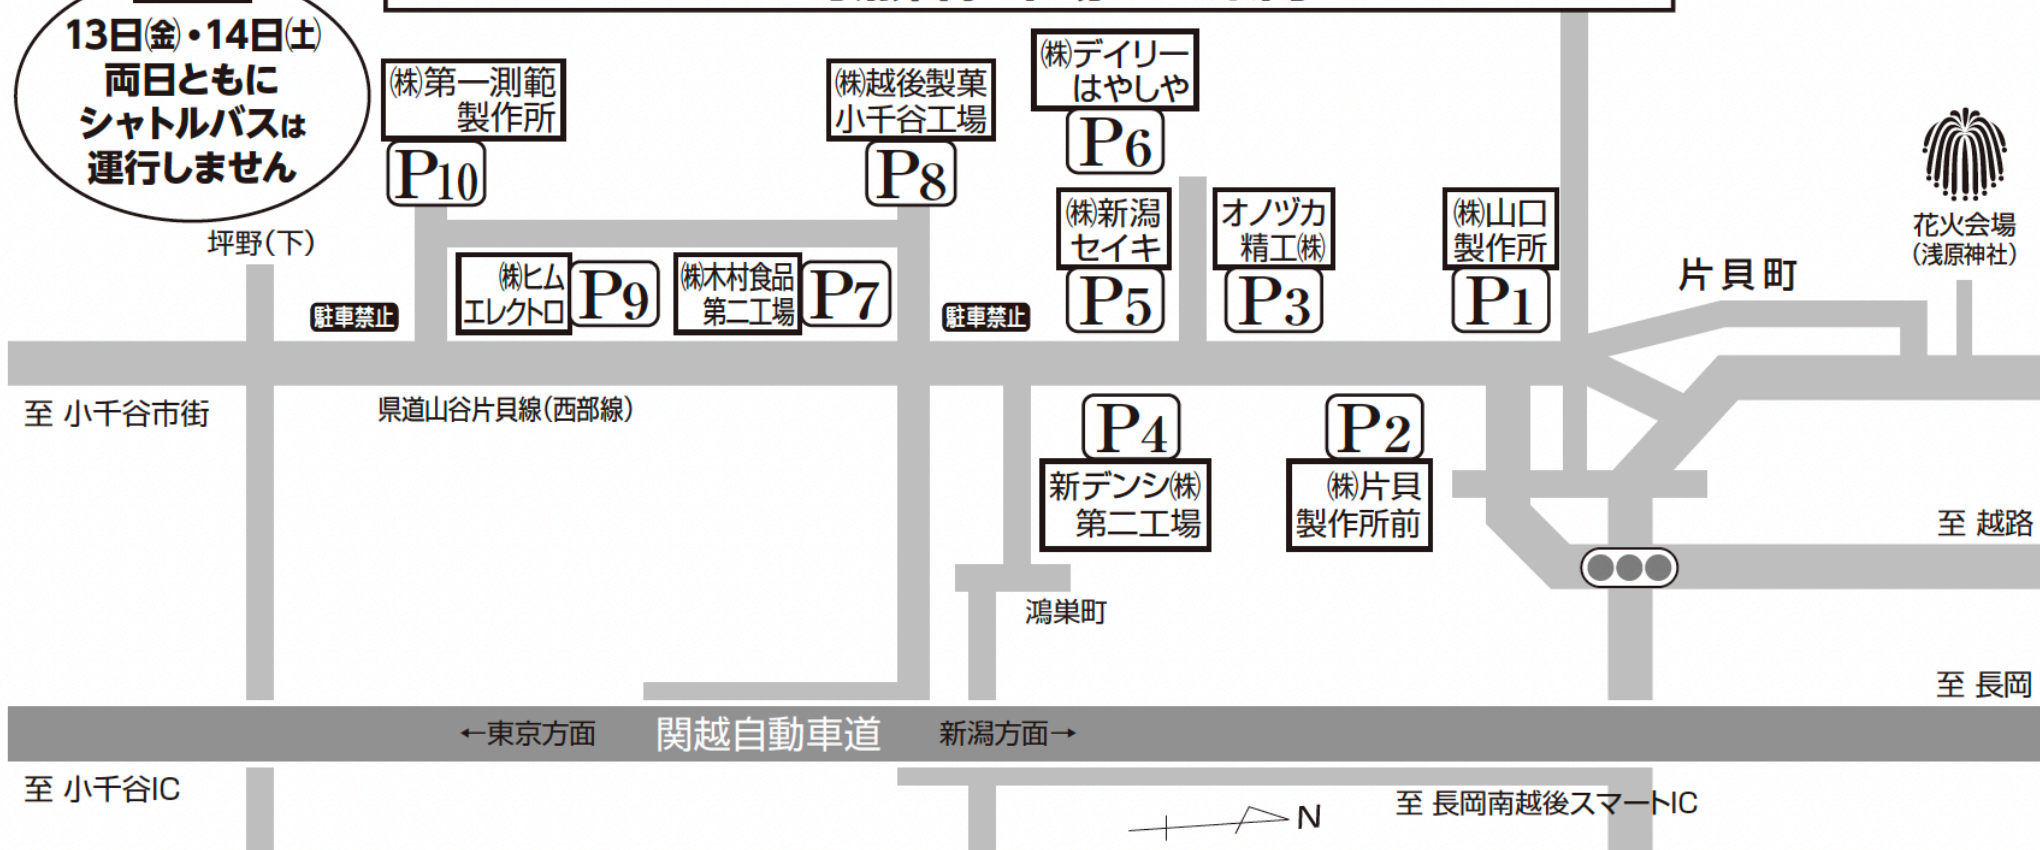 13日㈮・14日㈯
両日ともに
シャトルバスは
運行しません
㈱第一測範
製作所
P10
㈱越後製菓
小千谷工場
P8
㈱デイリー
はやしや
P6
㈱新潟
セイキ
P5
オノヅカ
精工㈱
P3
㈱山口
製作所
P1
花火会場
（浅原神社）
片貝町
坪野（下）
駐車禁止
㈱ヒム
エレクトロ
P9
㈱木村食品
第二工場
P7
駐車禁止
至 小千谷市街
県道山谷片貝線（西部線）
P4
新デンシ㈱
第二工場
P2
㈱片貝
製作所前
至 越路
鴻巣町
至 長岡
←東京方面
関越自動車道
新潟方面→
至 小千谷IC
至 長岡南越後スマートIC
N